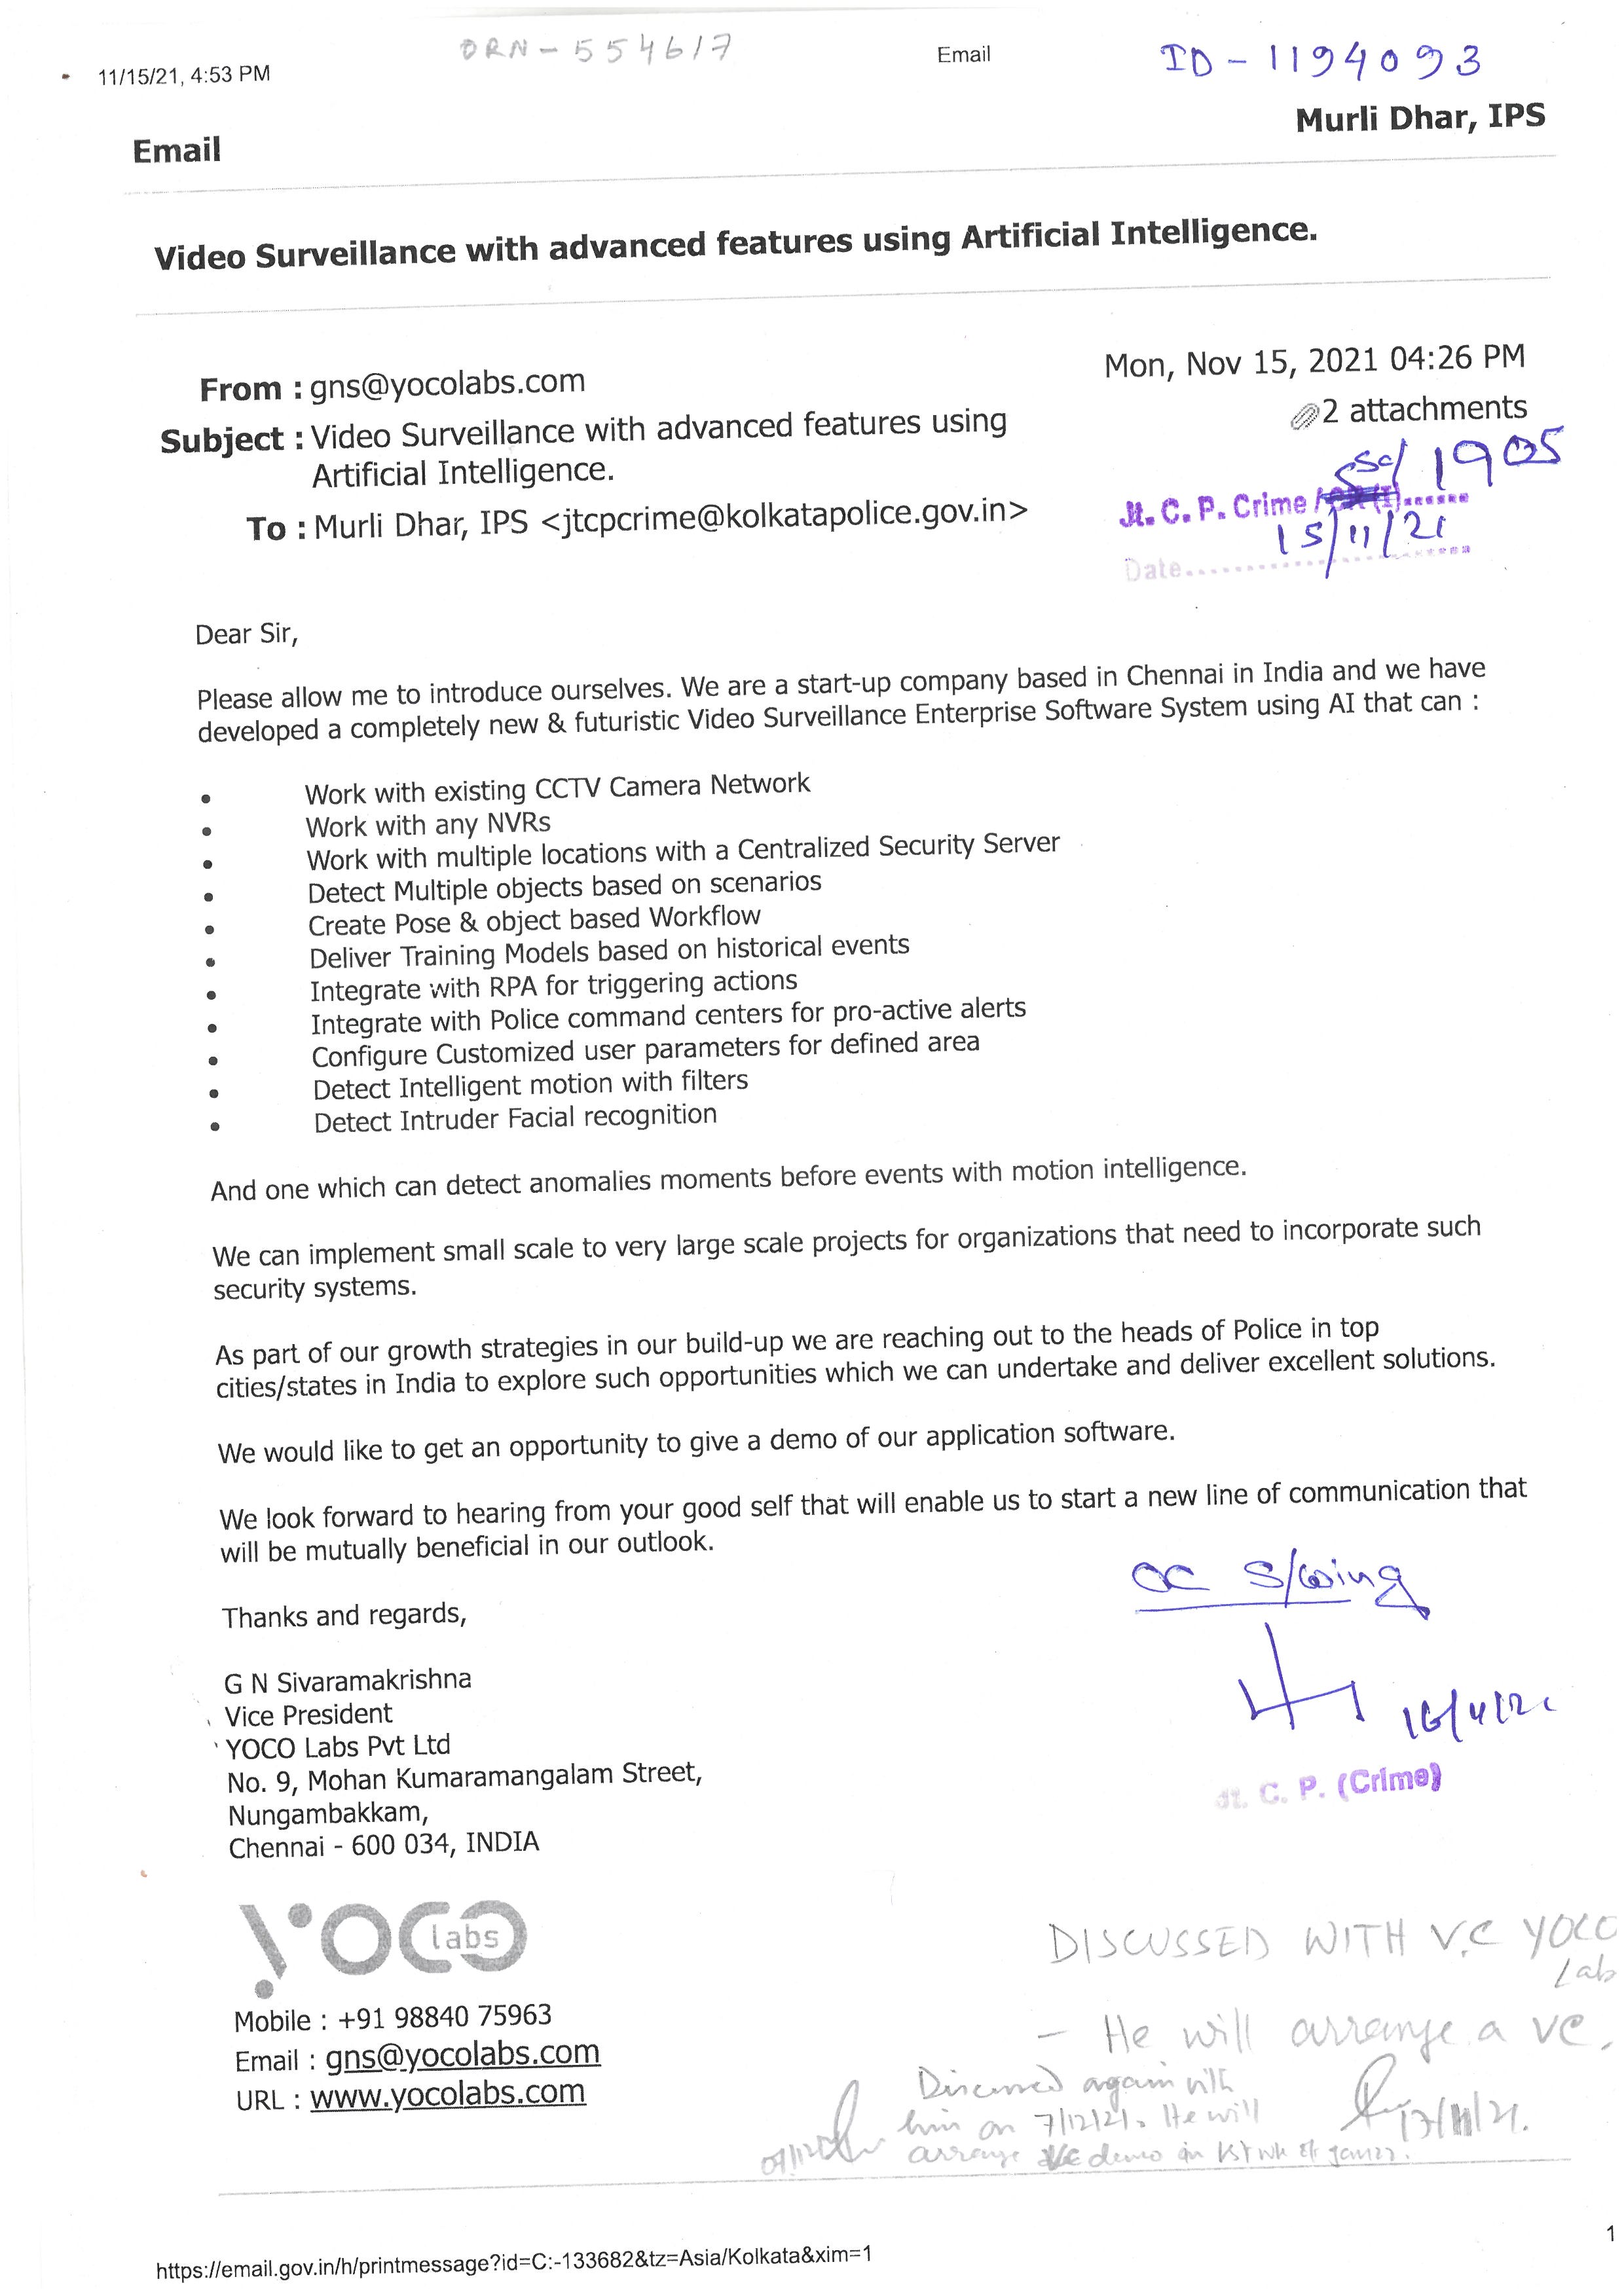 ORN - 554617
11/15/21, 4:53 PM
Email
ID - 1194093
Email
Murli Dhar, IPS
Video Surveillance with advanced features using Artificial Intelligence.
From : gns@yocolabs.com
Mon, Nov 15, 2021 04:26 PM
Subject : Video Surveillance with advanced features using
2 attachments
Artificial Intelligence.
1905
To : Murli Dhar, IPS <jtcpcrime@kolkatapolice.gov.in>
Jt. C. P. Crime /
15/11/21
Date
Dear Sir,
Please allow me to introduce ourselves. We are a start-up company based in Chennai in India and we have
developed a completely new & futuristic Video Surveillance Enterprise Software System using AI that can :
• Work with existing CCTV Camera Network
• Work with any NVRs
• Work with multiple locations with a Centralized Security Server
• Detect Multiple objects based on scenarios
• Create Pose & object based Workflow
• Deliver Training Models based on historical events
• Integrate with RPA for triggering actions
• Integrate with Police command centers for pro-active alerts
• Configure Customized user parameters for defined area
• Detect Intelligent motion with filters
• Detect Intruder Facial recognition
And one which can detect anomalies moments before events with motion intelligence.
We can implement small scale to very large scale projects for organizations that need to incorporate such
security systems.
As part of our growth strategies in our build-up we are reaching out to the heads of Police in top
cities/states in India to explore such opportunities which we can undertake and deliver excellent solutions.
We would like to get an opportunity to give a demo of our application software.
We look forward to hearing from your good self that will enable us to start a new line of communication that
will be mutually beneficial in our outlook.
OC S/Wing
Thanks and regards,
G N Sivaramakrishna
Vice President
16/11/21
YOCO Labs Pvt Ltd
No. 9, Mohan Kumaramangalam Street,
Jt. C. P. (Crime)
Nungambakkam,
Chennai - 600 034, INDIA
YOCO labs
DISCUSSED WITH V.C YOCO
Lab
Mobile : +91 98840 75963
- He will arrange a VC.
Email : gns@yocolabs.com
URL : www.yocolabs.com
Discussed again with
him on 7/12/21. He will
17/11/21.
arrange VC demo in 1st wk of
https://email.gov.in/h/printmessage?id=C:-133682&tz=Asia/Kolkata&xim=1
1